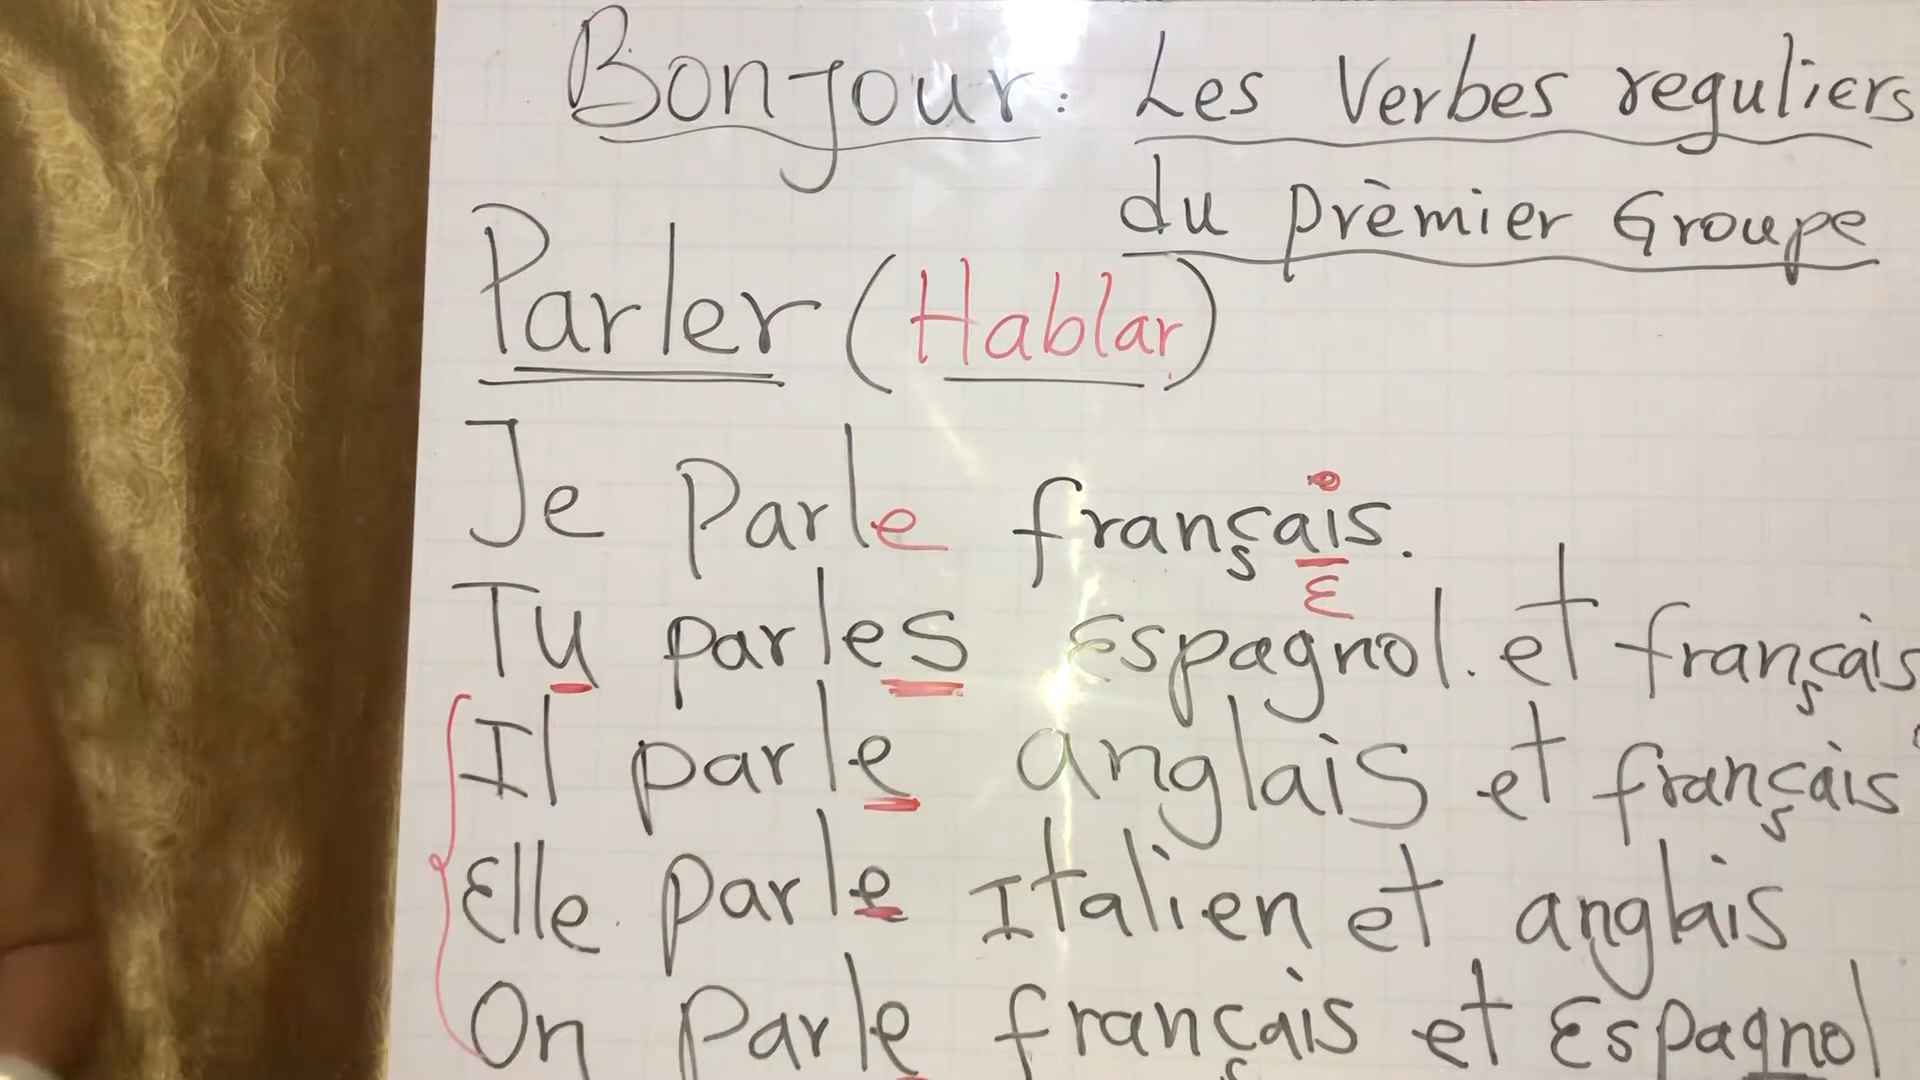 Bonjour: Les Verbes reguliers
du prèmier Groupe
Parler (Hablar)
Je Parle français.
ε
Tu parles Espagnol. et français
Il parle anglais et français
Elle parle Italien et anglais
On Parle français et Espagnol